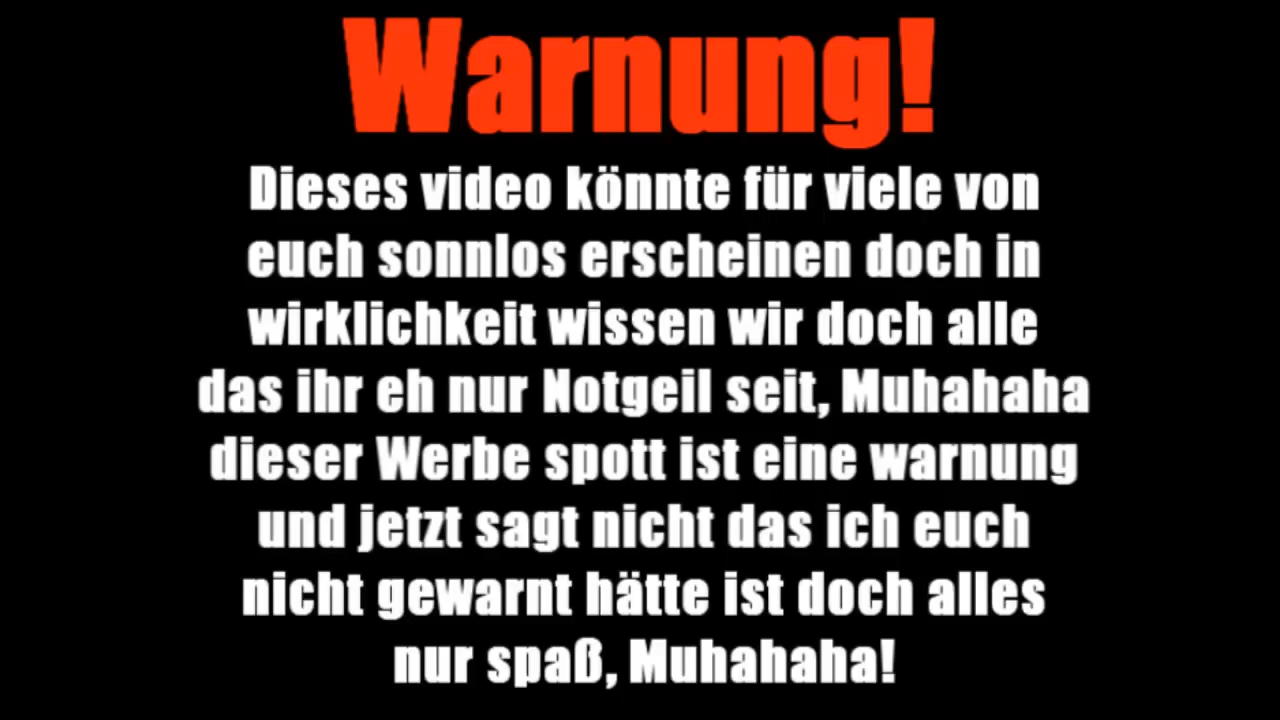 Warnung!
Dieses video könnte für viele von
euch sonnlos erscheinen doch in
wirklichkeit wissen wir doch alle
das ihr eh nur Notgeil seit, Muhahaha
dieser Werbe spott ist eine warnung
und jetzt sagt nicht das ich euch
nicht gewarnt hätte ist doch alles
nur spaß, Muhahaha!